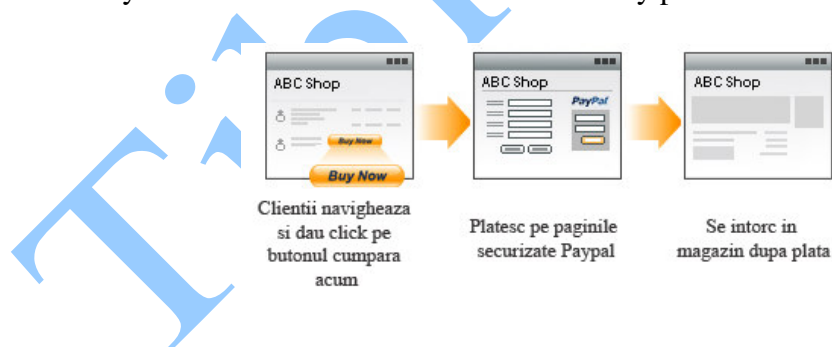 ABC Shop
Buy Now
Buy Now
Clientii navigheaza
si dau click pe
butonul cumpara
acum
ABC Shop
PayPal
Platesc pe paginile
securizate Paypal
ABC Shop
Se intorc in
magazin dupa plata